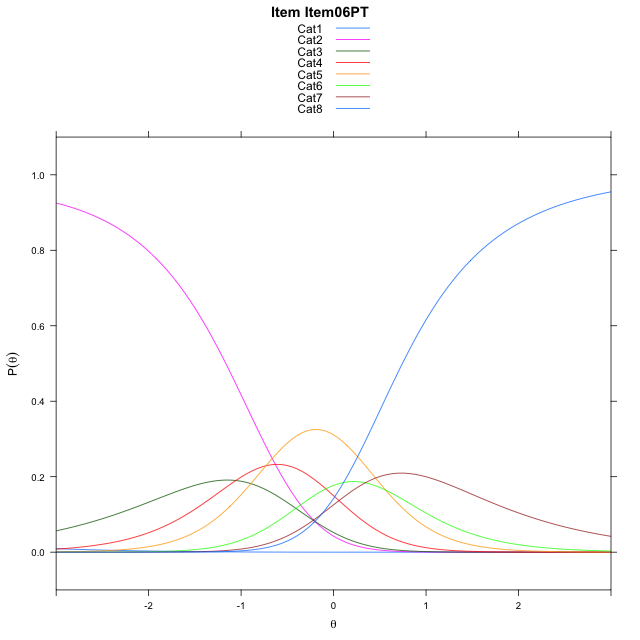 Item Item06PT
Cat1
Cat2
Cat3
Cat4
Cat5
Cat6
Cat7
Cat8
1.0
0.8
0.6
0.4
0.2
0.0
P(θ)
-2 -1 0 1 2
θ